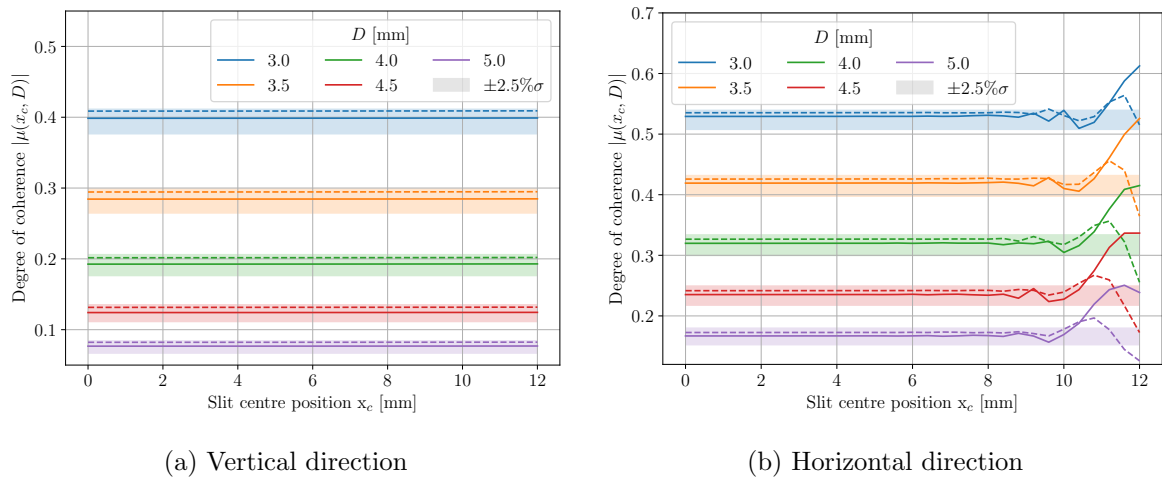 D [mm]
3.0 4.0 5.0
3.5 4.5 ±2.5%σ
0.5
0.4
0.3
0.2
0.1
Degree of coherence |μ(x_c, D)|
0 2 4 6 8 10 12
Slit centre position x_c [mm]
(a) Vertical direction
D [mm]
3.0 4.0 5.0
3.5 4.5 ±2.5%σ
0.7
0.6
0.5
0.4
0.3
0.2
Degree of coherence |μ(x_c, D)|
0 2 4 6 8 10 12
Slit centre position x_c [mm]
(b) Horizontal direction